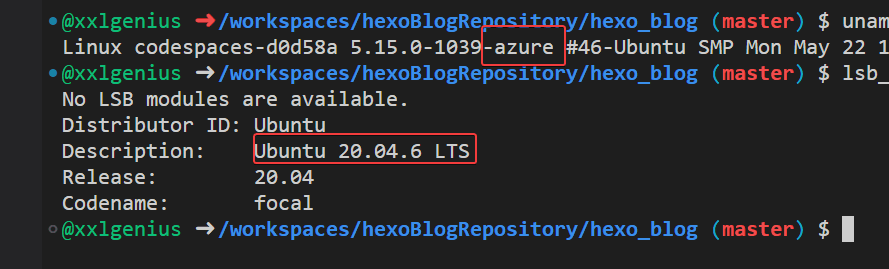 @xxlgenius ➜/workspaces/hexoBlogRepository/hexo_blog (master) $ unam
Linux codespaces-d0d58a 5.15.0-1039-azure #46-Ubuntu SMP Mon May 22 1
@xxlgenius ➜/workspaces/hexoBlogRepository/hexo_blog (master) $ lsb_
No LSB modules are available.
Distributor ID: Ubuntu
Description:    Ubuntu 20.04.6 LTS
Release:        20.04
Codename:       focal
@xxlgenius ➜/workspaces/hexoBlogRepository/hexo_blog (master) $